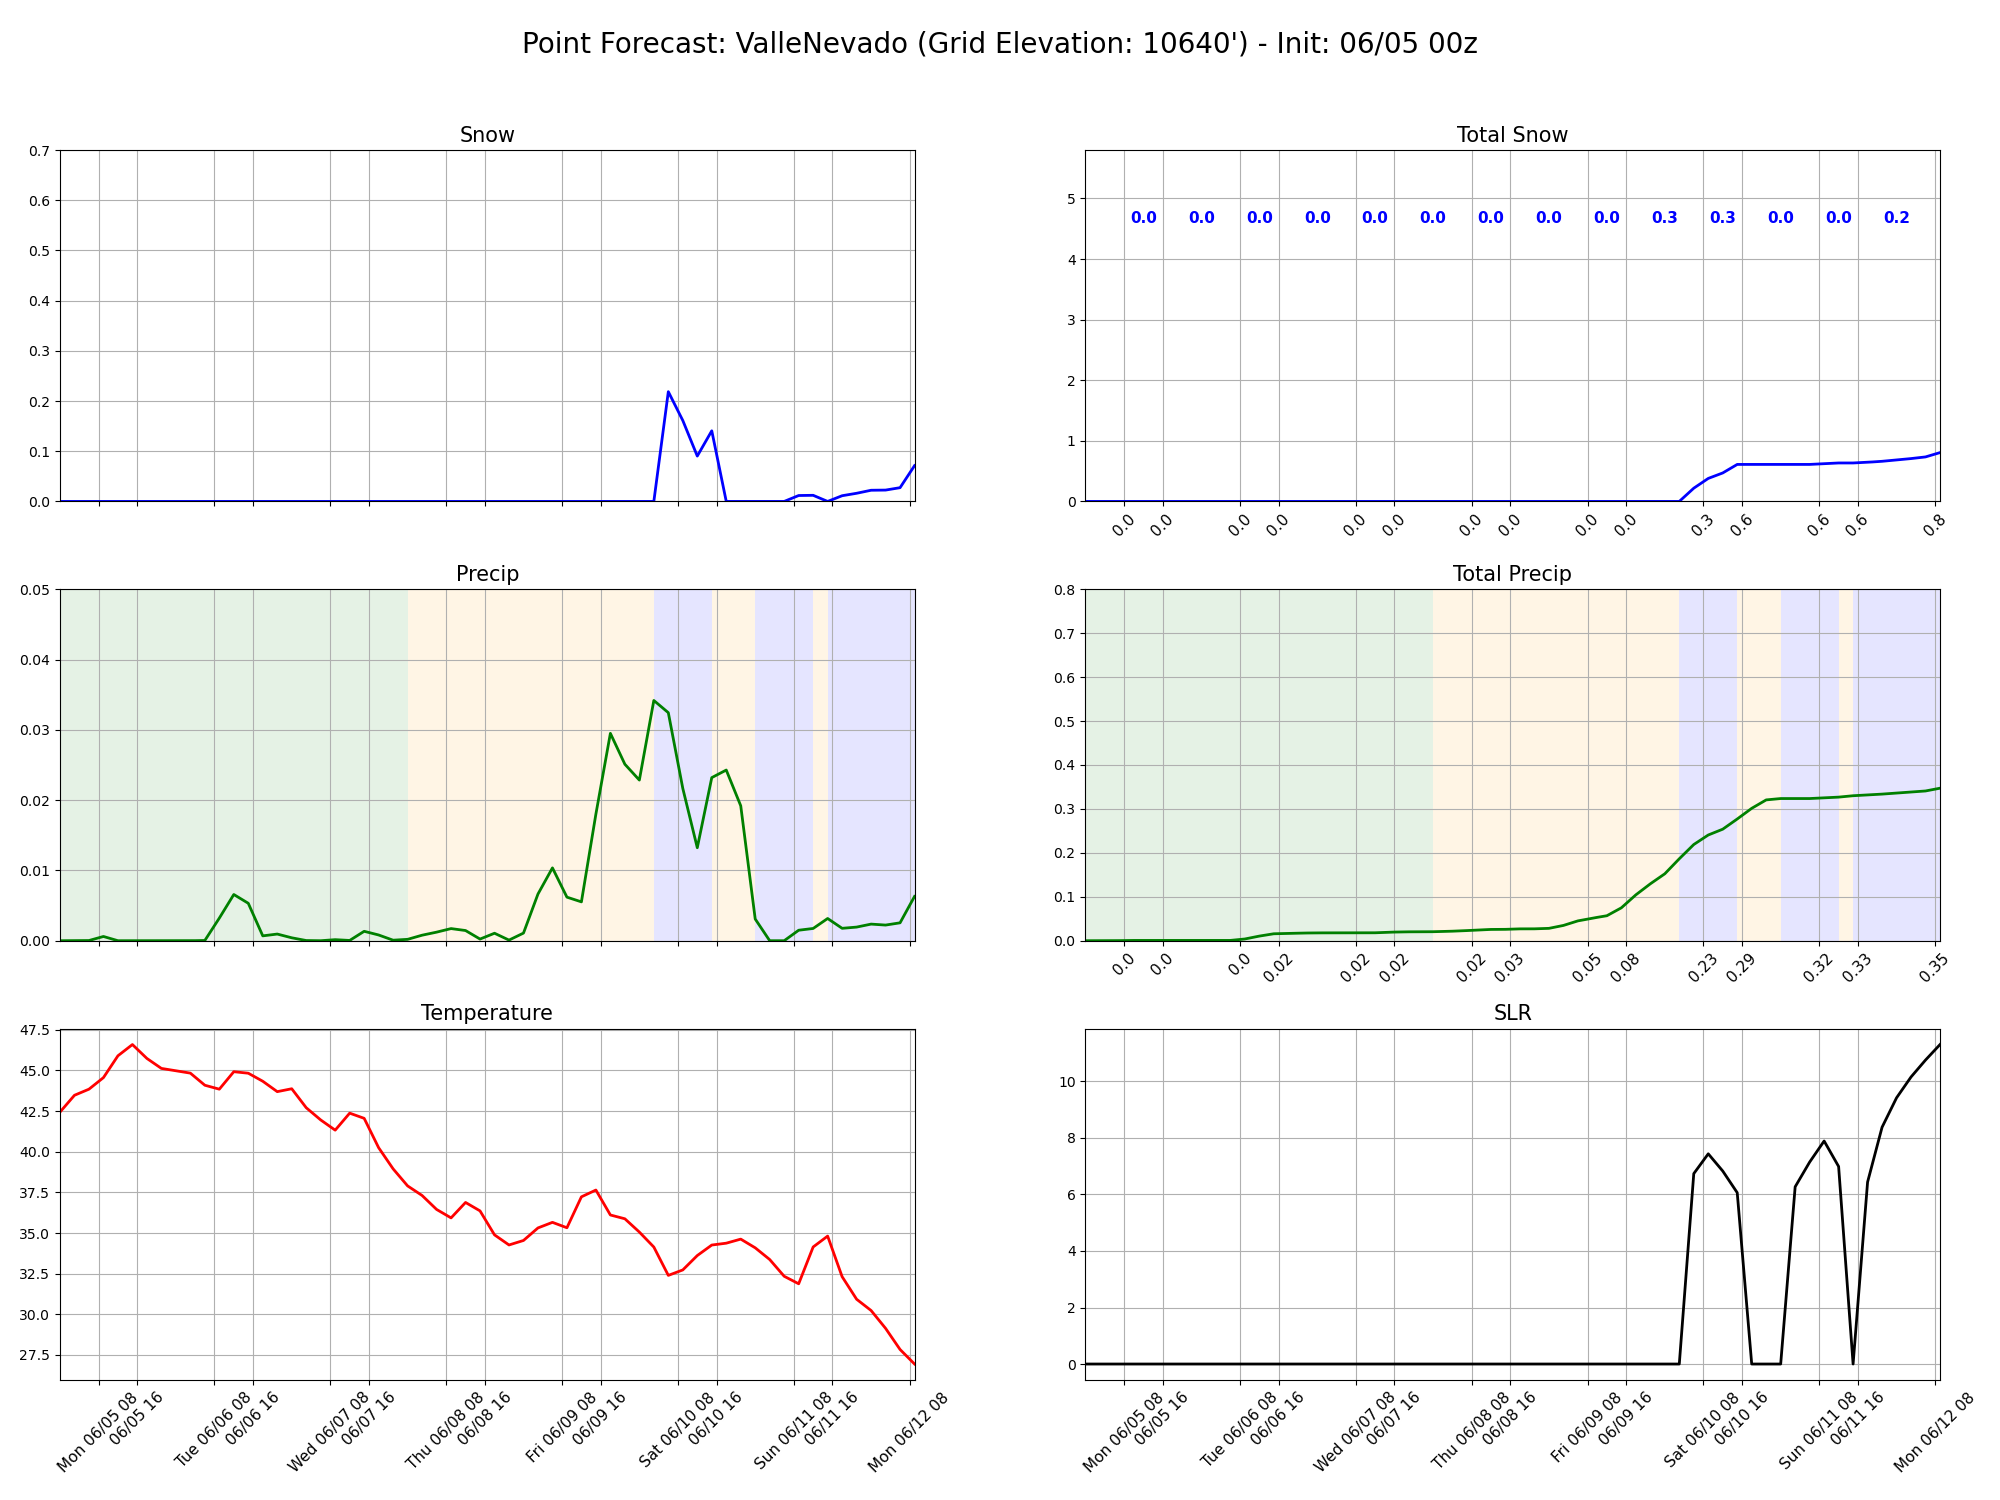 Point Forecast: ValleNevado (Grid Elevation: 10640') - Init: 06/05 00z
Snow
0.7
0.6
0.5
0.4
0.3
0.2
0.1
0.0
Total Snow
5
4
3
2
1
0
0.0 0.0 0.0 0.0 0.0 0.0 0.0 0.0 0.0 0.3 0.3 0.0 0.0 0.2
0.0 0.0 0.0 0.0 0.0 0.0 0.0 0.0 0.0 0.0 0.3 0.6 0.6 0.6 0.8
Precip
0.05
0.04
0.03
0.02
0.01
0.00
Total Precip
0.8
0.7
0.6
0.5
0.4
0.3
0.2
0.1
0.0
0.0 0.0 0.0 0.02 0.02 0.02 0.02 0.03 0.05 0.08 0.23 0.29 0.32 0.33 0.35
Temperature
47.5
45.0
42.5
40.0
37.5
35.0
32.5
30.0
27.5
Mon 06/05 08
06/05 16
Tue 06/06 08
06/06 16
Wed 06/07 08
06/07 16
Thu 06/08 08
06/08 16
Fri 06/09 08
06/09 16
Sat 06/10 08
06/10 16
Sun 06/11 08
06/11 16
Mon 06/12 08
SLR
10
8
6
4
2
0
Mon 06/05 08
06/05 16
Tue 06/06 08
06/06 16
Wed 06/07 08
06/07 16
Thu 06/08 08
06/08 16
Fri 06/09 08
06/09 16
Sat 06/10 08
06/10 16
Sun 06/11 08
06/11 16
Mon 06/12 08